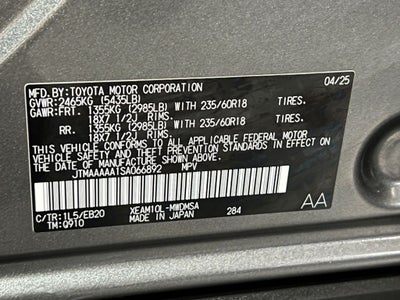 MFD.BY:TOYOTA MOTOR CORPORATION 04/25
GVWR:2465KG (5435LB)
GAWR:FRT. 1355KG (2985LB) WITH 235/60R18 TIRES.
18X7 1/2J RIMS)
RR. 1355KG (2985LB) WITH 235/60R18 TIRES.
18X7 1/2J RIMS)
THIS VEHICLE CONFORMS TO ALL APPLICABLE FEDERAL MOTOR
VEHICLE SAFETY AND THEFT PREVENTION STANDARDS IN EFFECT ON
THE DATE OF MANUFACTURE SHOWN ABOVE.
JTMAAAAA1SA066892 MPV
C/TR:1L5/EB20 XEAM10L-MWDMSA 284 AA
TM:Q910 MADE IN JAPAN